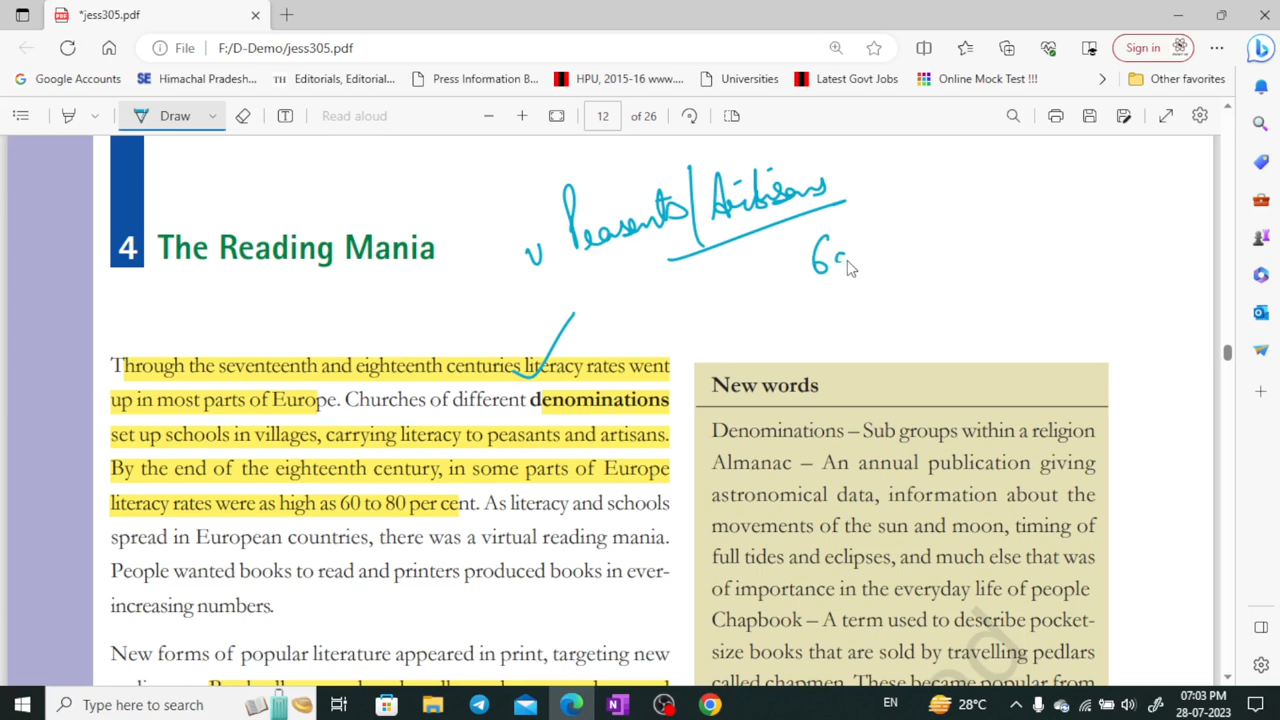 *jess305.pdf
File F:/D-Demo/jess305.pdf Sign in
Google Accounts SE Himachal Pradesh... TH Editorials, Editorial... Press Information B... HPU, 2015-16 www.... Universities Latest Govt Jobs Online Mock Test !!! Other favorites
Draw Read aloud 12 of 26
Peasents/Artisans
6
4 The Reading Mania
Through the seventeenth and eighteenth centuries literacy rates went
up in most parts of Europe. Churches of different denominations
set up schools in villages, carrying literacy to peasants and artisans.
By the end of the eighteenth century, in some parts of Europe
literacy rates were as high as 60 to 80 per cent. As literacy and schools
spread in European countries, there was a virtual reading mania.
People wanted books to read and printers produced books in ever-
increasing numbers.
New forms of popular literature appeared in print, targeting new
New words
Denominations – Sub groups within a religion
Almanac – An annual publication giving
astronomical data, information about the
movements of the sun and moon, timing of
full tides and eclipses, and much else that was
of importance in the everyday life of people
Chapbook – A term used to describe pocket-
size books that are sold by travelling pedlars
called chapmen. These became popular from
Type here to search 28°C EN 07:03 PM
28-07-2023